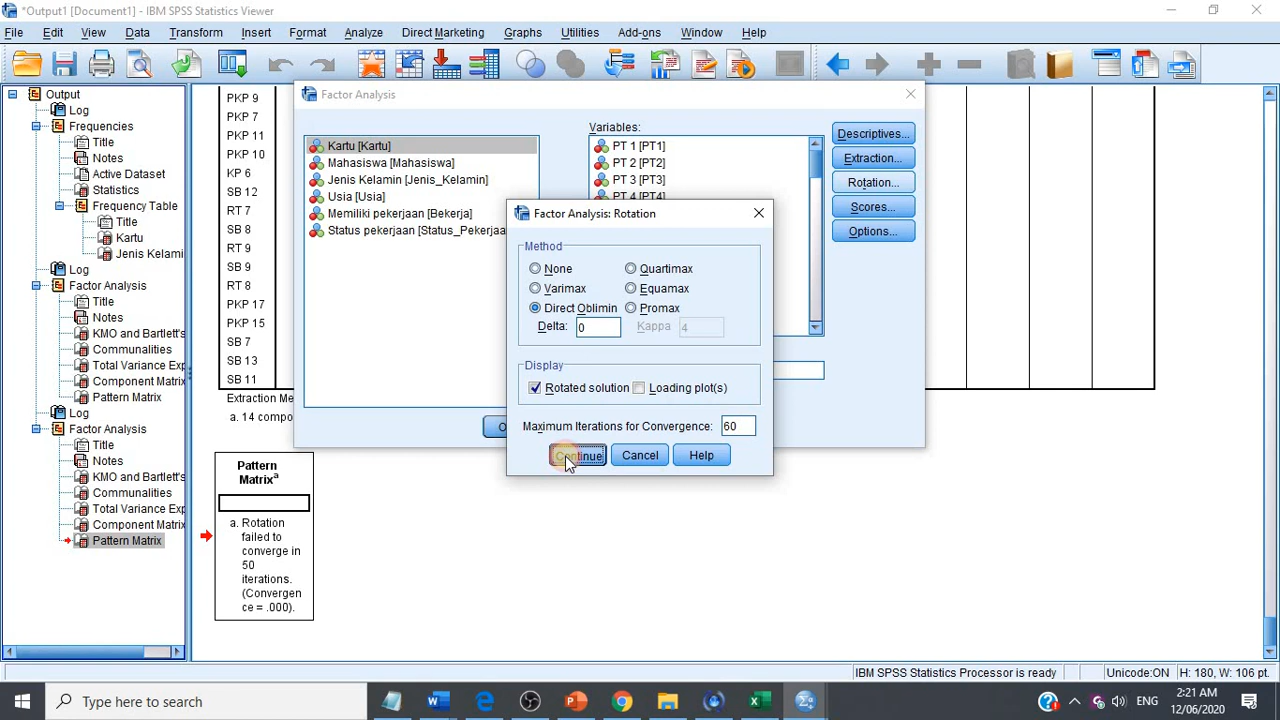 *Output1 [Document1] - IBM SPSS Statistics Viewer
File Edit View Data Transform Insert Format Analyze Direct Marketing Graphs Utilities Add-ons Window Help
Output
Log
Frequencies
Title
Notes
Active Dataset
Statistics
Frequency Table
Title
Kartu
Jenis Kelami
Log
Factor Analysis
Title
Notes
KMO and Bartlett's
Communalities
Total Variance Exp
Component Matrix
Pattern Matrix
Log
Factor Analysis
Title
Notes
KMO and Bartlett's
Communalities
Total Variance Exp
Component Matrix
Pattern Matrix
PKP 9
PKP 7
PKP 11
PKP 10
KP 6
SB 12
RT 7
SB 8
RT 9
SB 9
RT 8
PKP 17
PKP 15
SB 7
SB 13
SB 11
Extraction Me
a. 14 compo
Pattern
Matrixa
a. Rotation
failed to
converge in
50
iterations.
(Convergen
ce = .000).
Factor Analysis
Kartu [Kartu]
Mahasiswa [Mahasiswa]
Jenis Kelamin [Jenis_Kelamin]
Usia [Usia]
Memiliki pekerjaan [Bekerja]
Status pekerjaan [Status_Pekerjaa
Variables:
PT 1 [PT1]
PT 2 [PT2]
PT 3 [PT3]
PT 4 [PT4]
Descriptives...
Extraction...
Rotation...
Scores...
Options...
O
Factor Analysis: Rotation
Method
None Quartimax
Varimax Equamax
Direct Oblimin Promax
Delta: 0 Kappa 4
Display
Rotated solution Loading plot(s)
Maximum Iterations for Convergence: 60
Continue Cancel Help
IBM SPSS Statistics Processor is ready Unicode:ON H: 180, W: 106 pt.
Type here to search
ENG
2:21 AM
12/06/2020